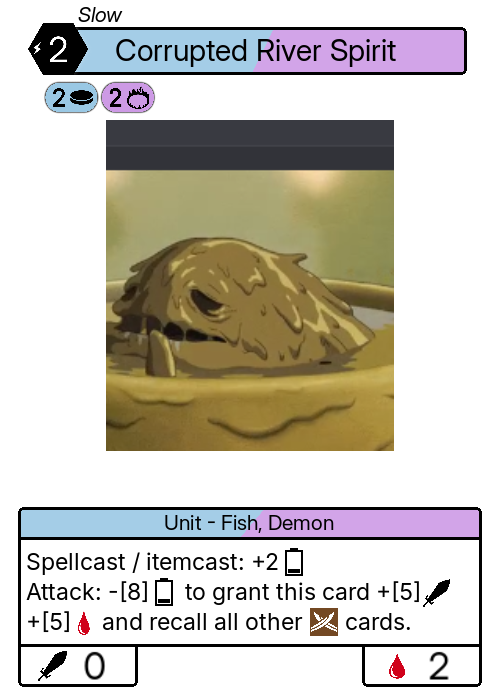 Slow
2 Corrupted River Spirit
2 2
Unit - Fish, Demon
Spellcast / itemcast: +2
Attack: -[8] to grant this card +[5]
+[5] and recall all other cards.
0 2